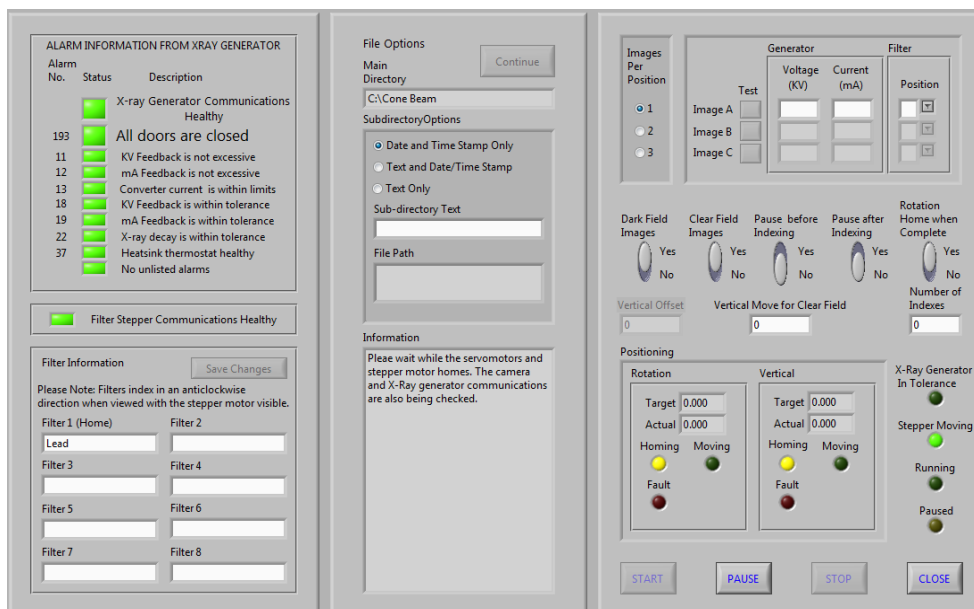 ALARM INFORMATION FROM XRAY GENERATOR
Alarm
No. Status Description
X-ray Generator Communications
Healthy
193 All doors are closed
11 KV Feedback is not excessive
12 mA Feedback is not excessive
13 Converter current is within limits
18 KV Feedback is within tolerance
19 mA Feedback is within tolerance
22 X-ray decay is within tolerance
37 Heatsink thermostat healthy
No unlisted alarms
Filter Stepper Communications Healthy
Filter Information
Save Changes
Please Note: Filters index in an anticlockwise
direction when viewed with the stepper motor visible.
Filter 1 (Home) Filter 2
Lead
Filter 3 Filter 4
Filter 5 Filter 6
Filter 7 Filter 8
File Options
Continue
Main
Directory
C:\Cone Beam
SubdirectoryOptions
Date and Time Stamp Only
Text and Date/Time Stamp
Text Only
Sub-directory Text
File Path
Information
Pleae wait while the servomotors and
stepper motor homes. The camera
and X-Ray generator communications
are also being checked.
Images
Per
Position
1
2
3
Generator Filter
Voltage
(KV)
Current
(mA)
Position
Test
Image A
Image B
Image C
Dark Field
Images
Yes
No
Clear Field
Images
Yes
No
Pause before
Indexing
Yes
No
Pause after
Indexing
Yes
No
Rotation
Home when
Complete
Yes
No
Vertical Offset
0
Vertical Move for Clear Field
0
Number of
Indexes
0
Positioning
Rotation
Target 0.000
Actual 0.000
Homing Moving
Fault
Vertical
Target 0.000
Actual 0.000
Homing Moving
Fault
X-Ray Generator
In Tolerance
Stepper Moving
Running
Paused
START PAUSE STOP CLOSE